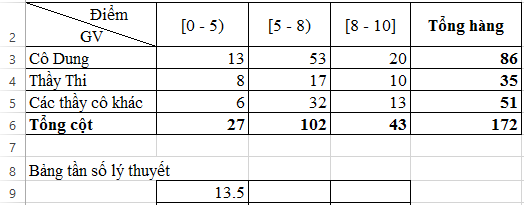 Điểm
GV [0 - 5) [5 - 8) [8 - 10] Tổng hàng
2
3 Cô Dung 13 53 20 86
4 Thầy Thi 8 17 10 35
5 Các thầy cô khác 6 32 13 51
6 Tổng cột 27 102 43 172
7
8 Bảng tần số lý thuyết
9 13.5